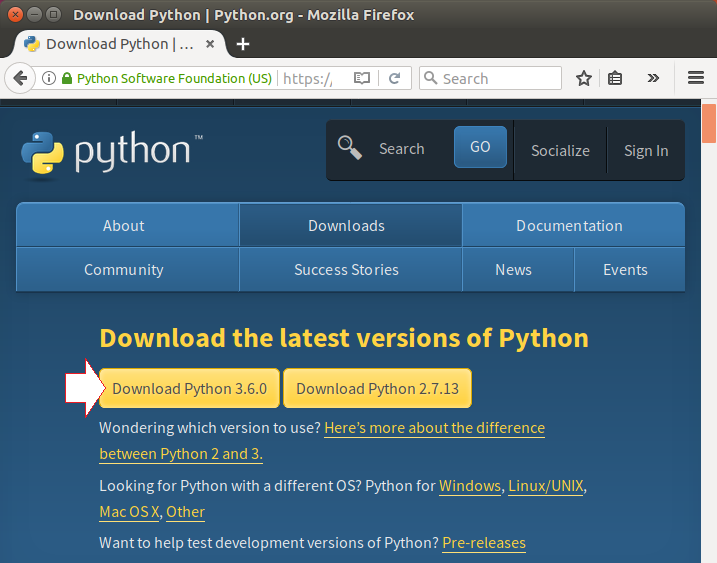 Download Python | Python.org - Mozilla Firefox
Download Python | ...
Python Software Foundation (US) https:/ Search
python™
Search GO Socialize Sign In
About Downloads Documentation
Community Success Stories News Events
Download the latest versions of Python
Download Python 3.6.0 Download Python 2.7.13
Wondering which version to use? Here's more about the difference
between Python 2 and 3.
Looking for Python with a different OS? Python for Windows, Linux/UNIX,
Mac OS X, Other
Want to help test development versions of Python? Pre-releases